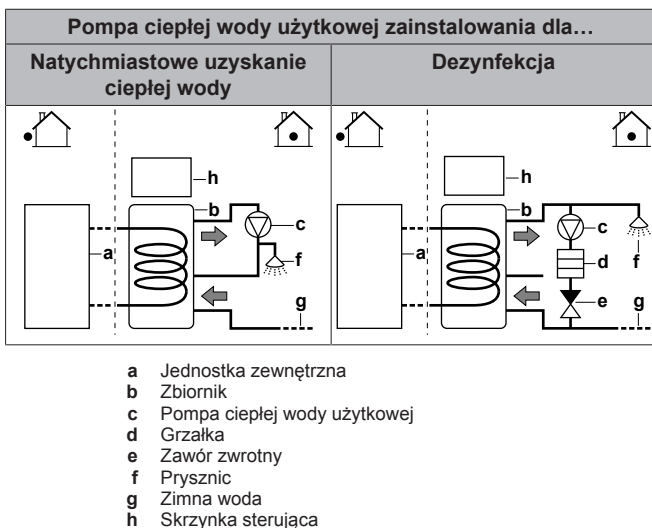 Pompa ciepłej wody użytkowej zainstalowania dla…
Natychmiastowe uzyskanie
ciepłej wody
Dezynfekcja
h
b
c
a
f
g
h
b
c
a
d
f
e
g
a Jednostka zewnętrzna
b Zbiornik
c Pompa ciepłej wody użytkowej
d Grzałka
e Zawór zwrotny
f Prysznic
g Zimna woda
h Skrzynka sterująca